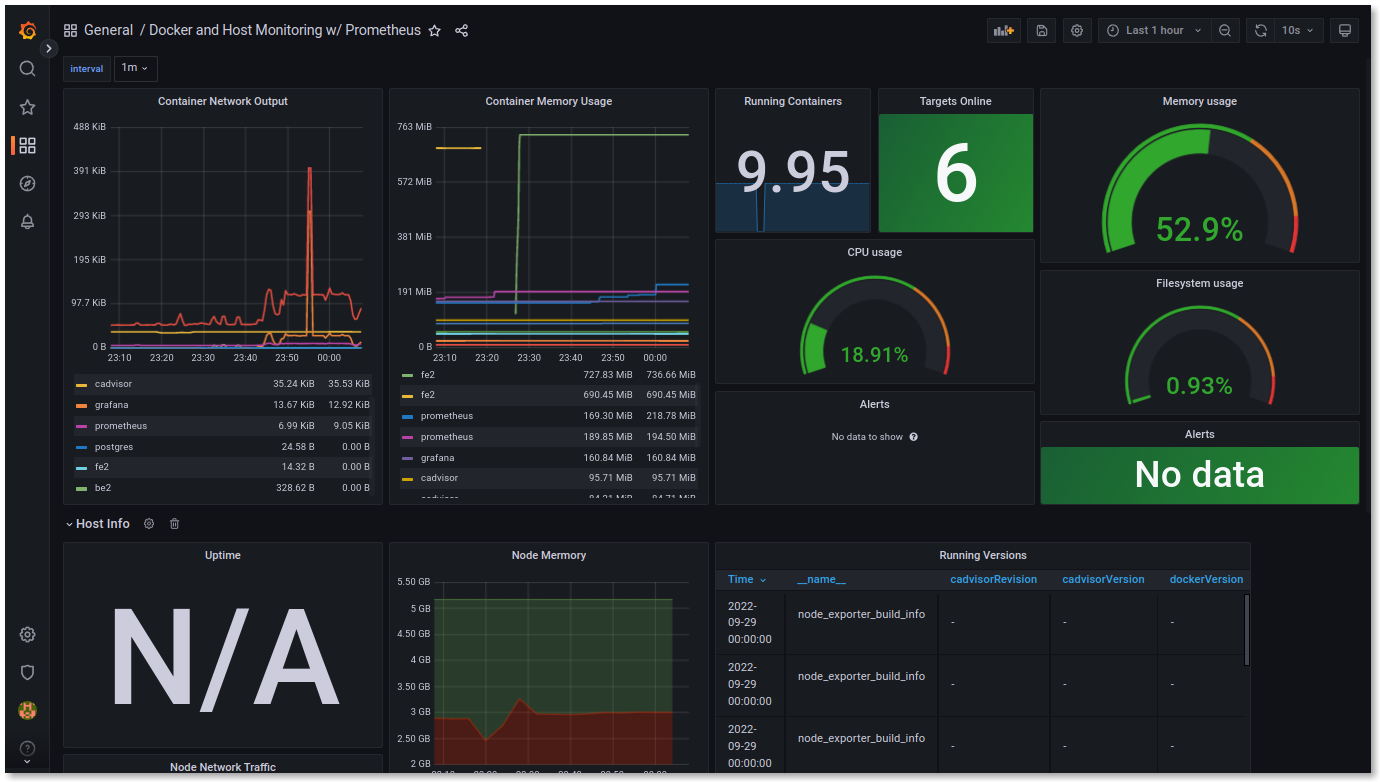 General / Docker and Host Monitoring w/ Prometheus
Last 1 hour
10s
interval
1m
Container Network Output
488 KiB
391 KiB
293 KiB
195 KiB
97.7 KiB
0 B
23:10 23:20 23:30 23:40 23:50 00:00
cadvisor 35.24 KiB 35.53 KiB
grafana 13.67 KiB 12.92 KiB
prometheus 6.99 KiB 9.05 KiB
postgres 24.58 B 0.00 B
fe2 14.32 B 0.00 B
be2 328.62 B 0.00 B
Container Memory Usage
763 MiB
572 MiB
381 MiB
191 MiB
0 B
23:10 23:20 23:30 23:40 23:50 00:00
fe2 727.83 MiB 736.66 MiB
fe2 690.45 MiB 690.45 MiB
prometheus 169.30 MiB 218.78 MiB
prometheus 189.85 MiB 194.50 MiB
grafana 160.84 MiB 160.84 MiB
cadvisor 95.71 MiB 95.71 MiB
Running Containers
9.95
Targets Online
6
Memory usage
52.9%
CPU usage
18.91%
Filesystem usage
0.93%
Alerts
No data to show
Alerts
No data
Host Info
Uptime
N/A
Node Mermory
5.50 GB
5 GB
4.50 GB
4 GB
3.50 GB
3 GB
2.50 GB
2 GB
Running Versions
Time __name__ cadvisorRevision cadvisorVersion dockerVersion
2022-
09-29
00:00:00
node_exporter_build_info - - -
2022-
09-29
00:00:00
node_exporter_build_info - - -
2022-
09-29
00:00:00
node_exporter_build_info - - -
Node Network Traffic